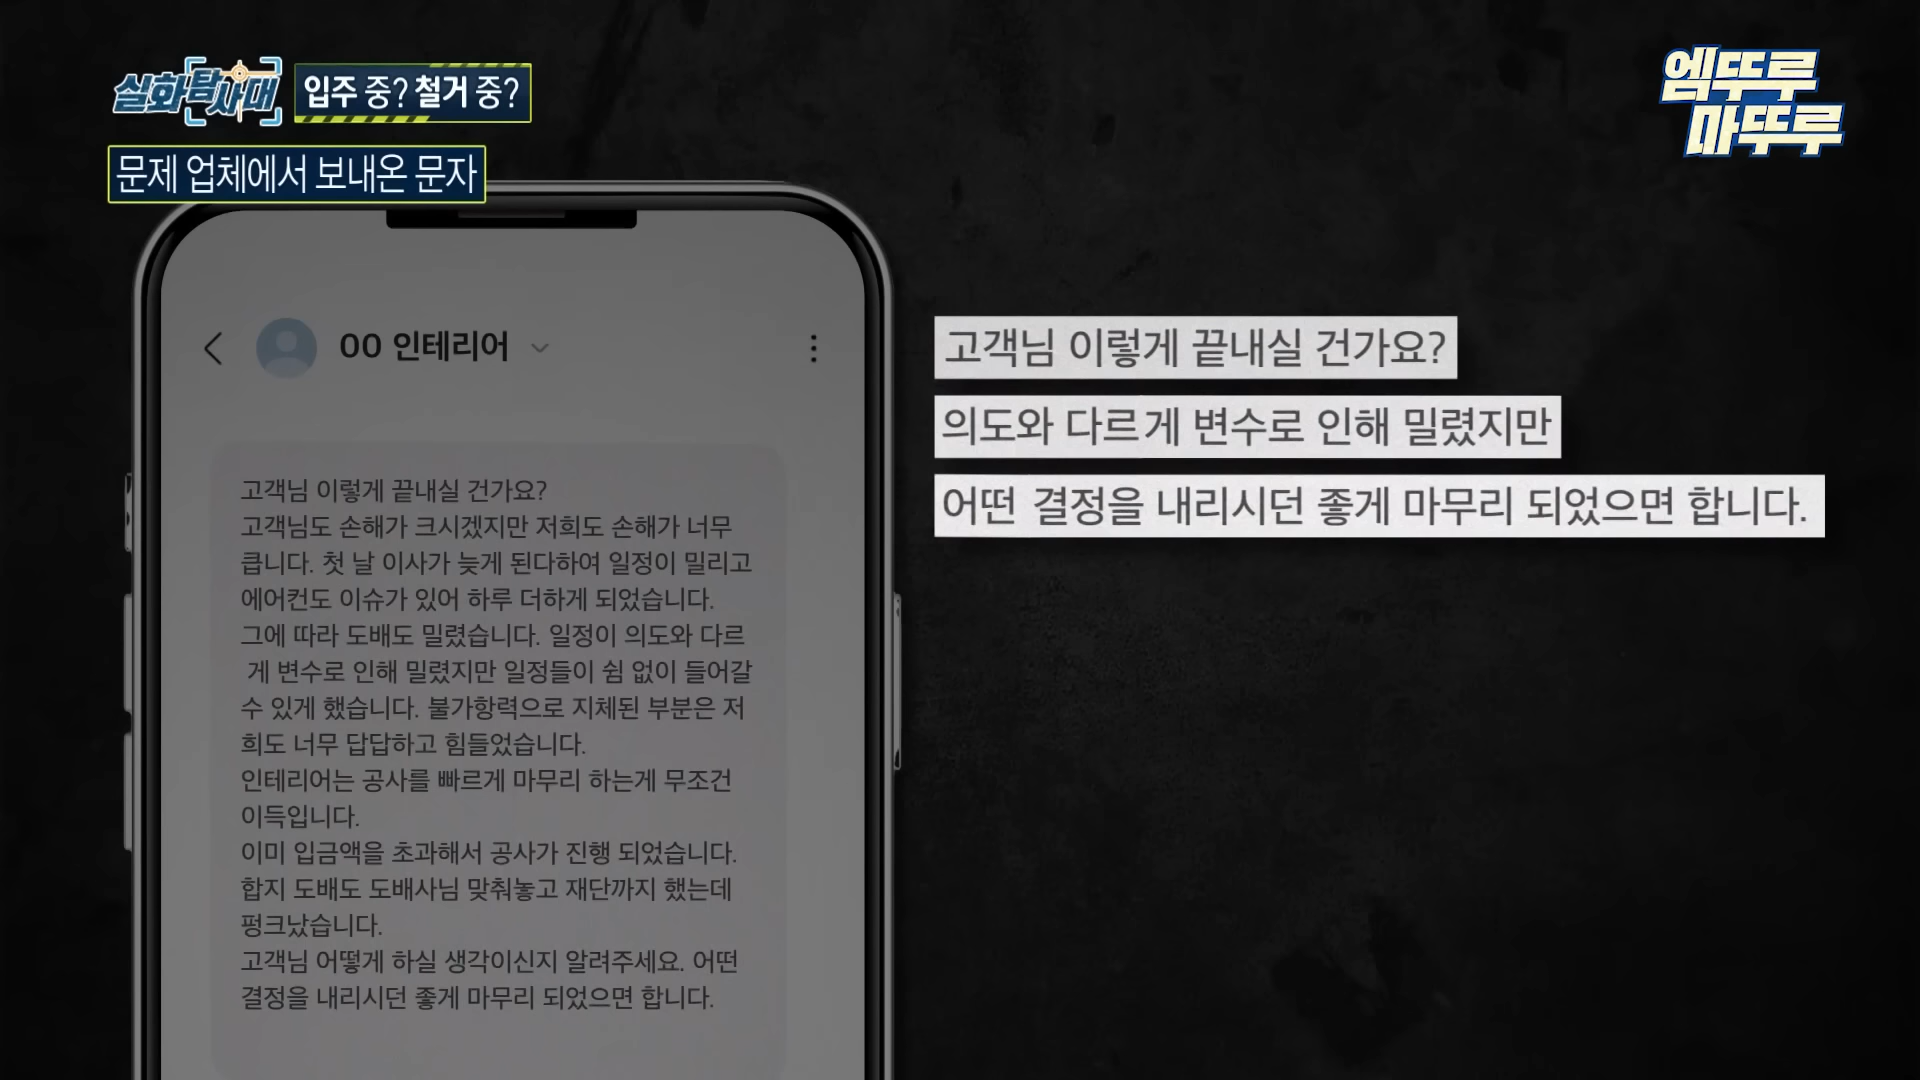 실화탐사대
입주 중? 철거 중?
엠뚜루
마뚜루
문제 업체에서 보내온 문자
OO 인테리어
고객님 이렇게 끝내실 건가요?
고객님도 손해가 크시겠지만 저희도 손해가 너무
큽니다. 첫 날 이사가 늦게 된다하여 일정이 밀리고
에어컨도 이슈가 있어 하루 더하게 되었습니다.
그에 따라 도배도 밀렸습니다. 일정이 의도와 다르
게 변수로 인해 밀렸지만 일정들이 쉼 없이 들어갈
수 있게 했습니다. 불가항력으로 지체된 부분은 저
희도 너무 답답하고 힘들었습니다.
인테리어는 공사를 빠르게 마무리 하는게 무조건
이득입니다.
이미 입금액을 초과해서 공사가 진행 되었습니다.
합지 도배도 도배사님 맞춰놓고 재단까지 했는데
펑크났습니다.
고객님 어떻게 하실 생각이신지 알려주세요. 어떤
결정을 내리시던 좋게 마무리 되었으면 합니다.
고객님 이렇게 끝내실 건가요?
의도와 다르게 변수로 인해 밀렸지만
어떤 결정을 내리시던 좋게 마무리 되었으면 합니다.